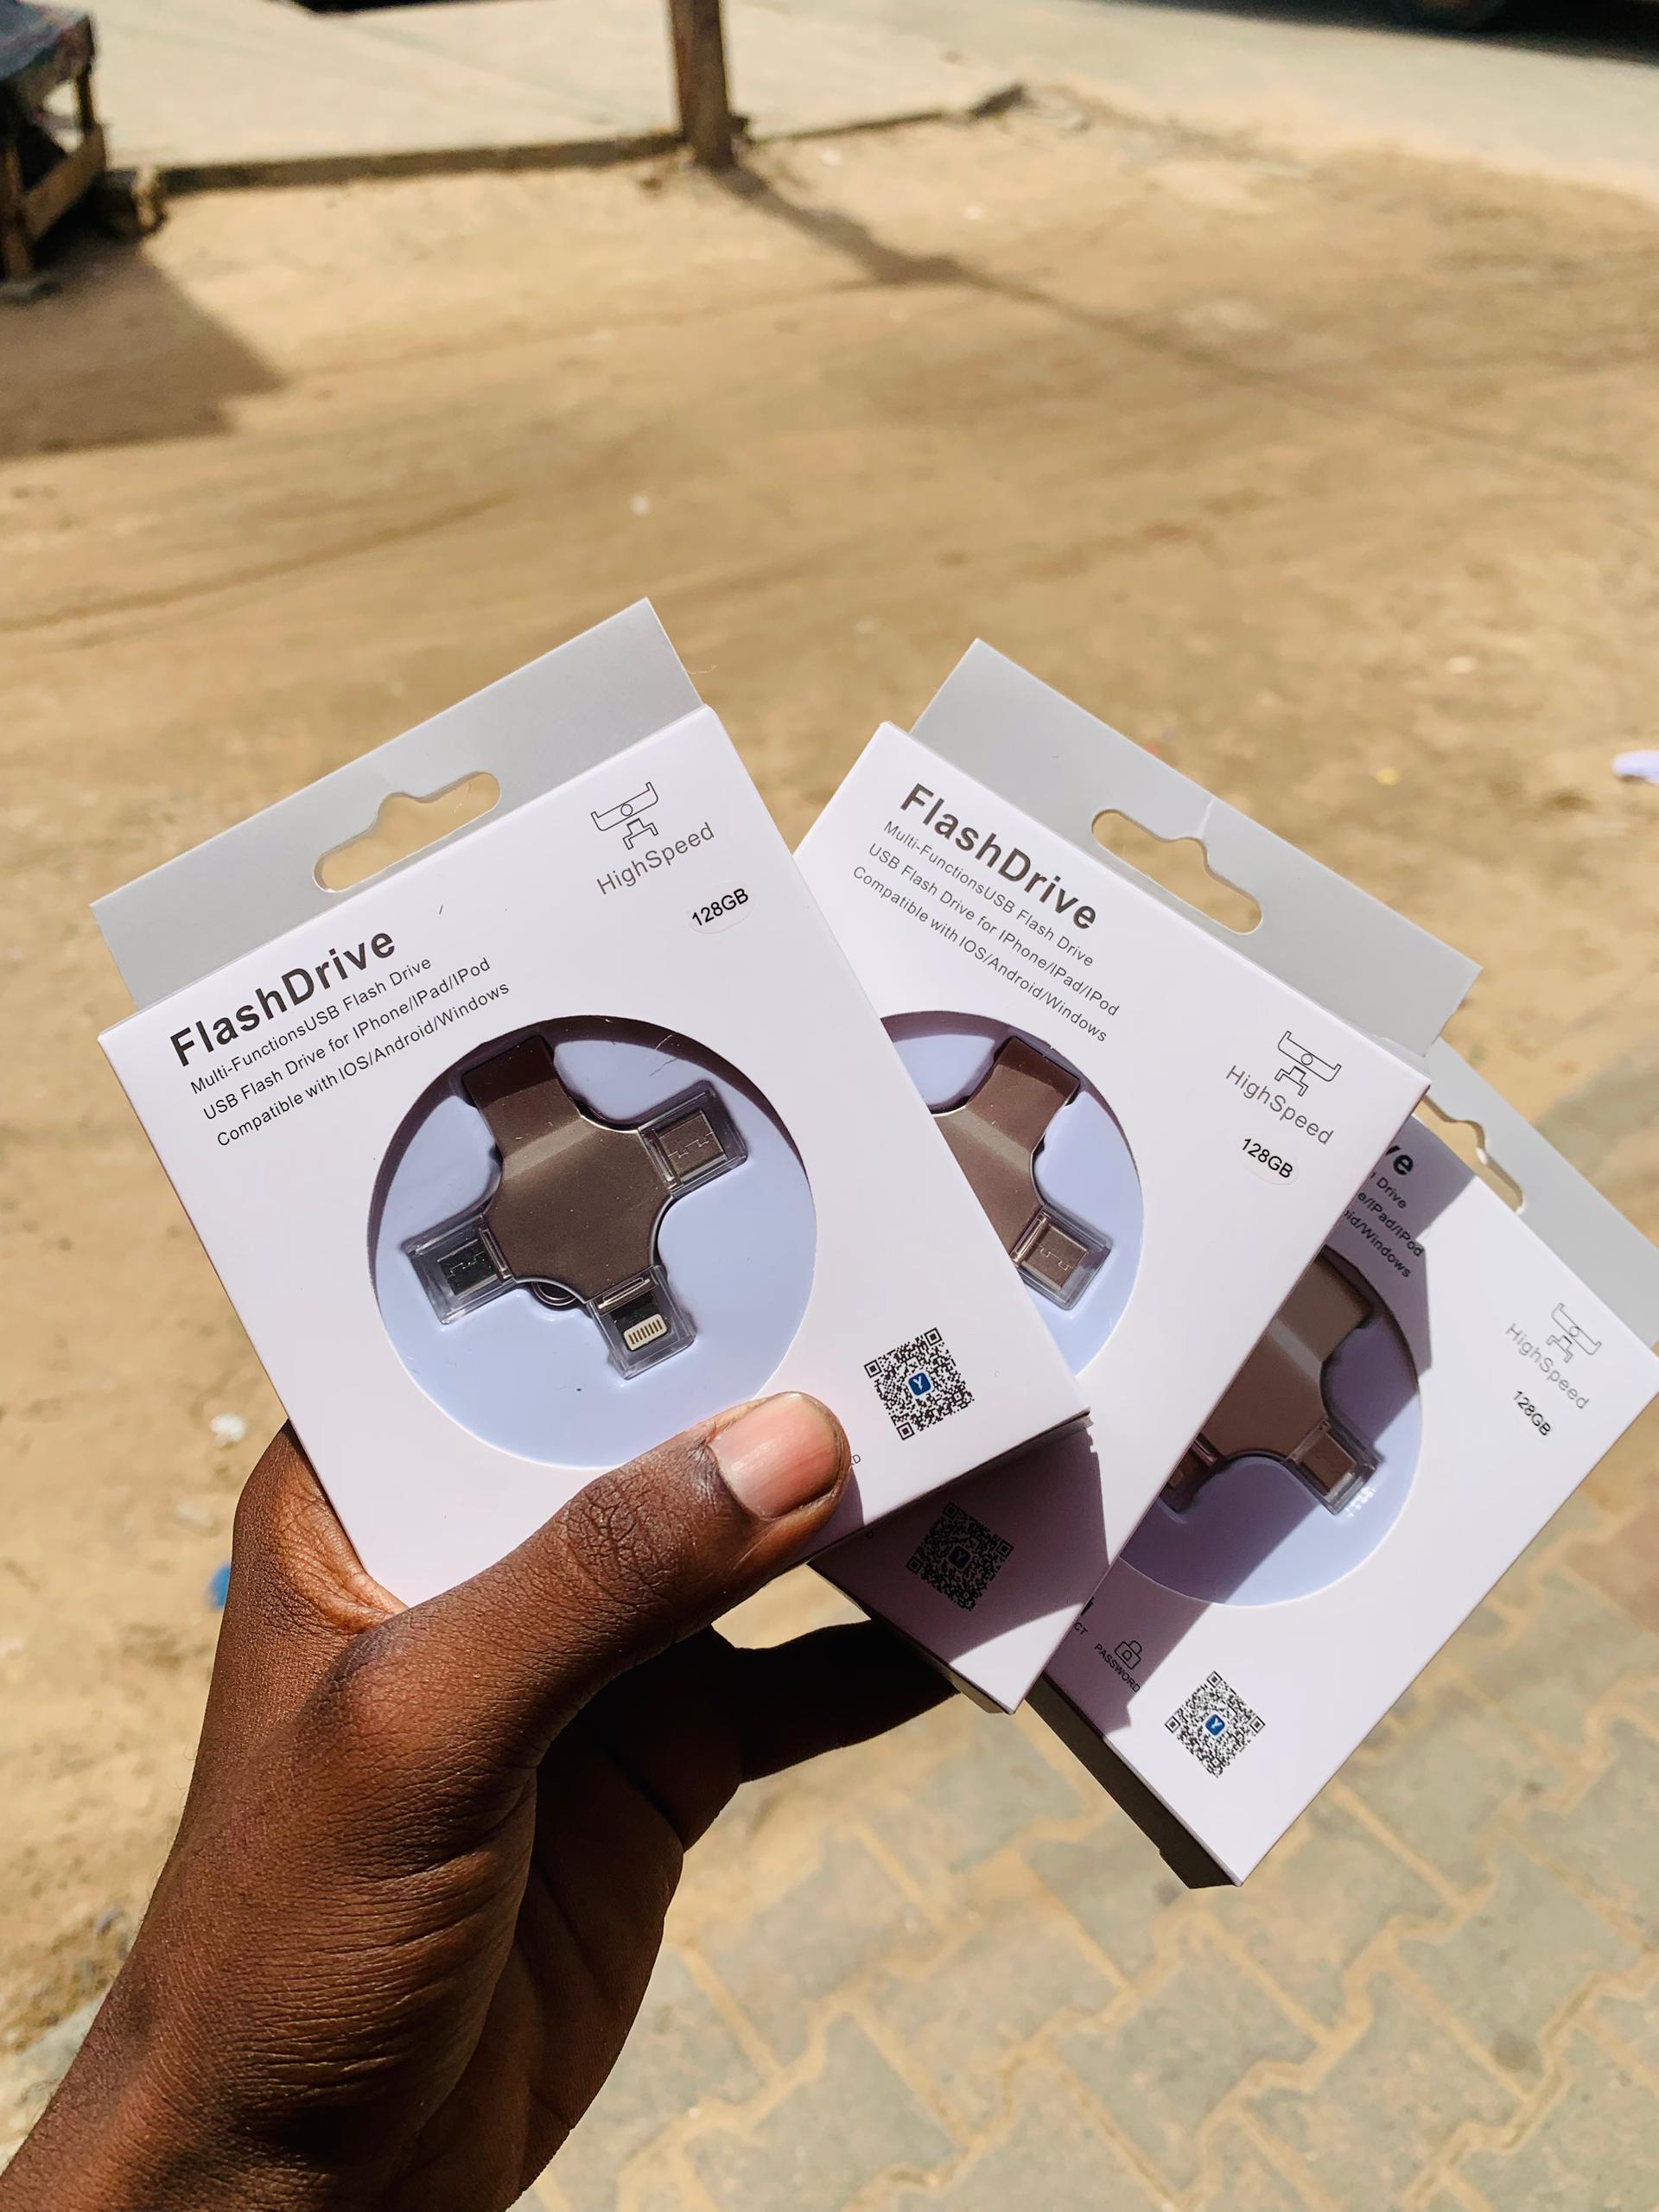 FlashDrive
Multi-FunctionsUSB Flash Drive
USB Flash Drive for IPhone/IPad/IPod
Compatible with IOS/Android/Windows
HighSpeed
128GB
FlashDrive
Multi-FunctionsUSB Flash Drive
USB Flash Drive for IPhone/IPad/IPod
Compatible with IOS/Android/Windows
HighSpeed
128GB
Drive
/IPad/IPod
/Windows
HighSpeed
128GB
PASSWORD